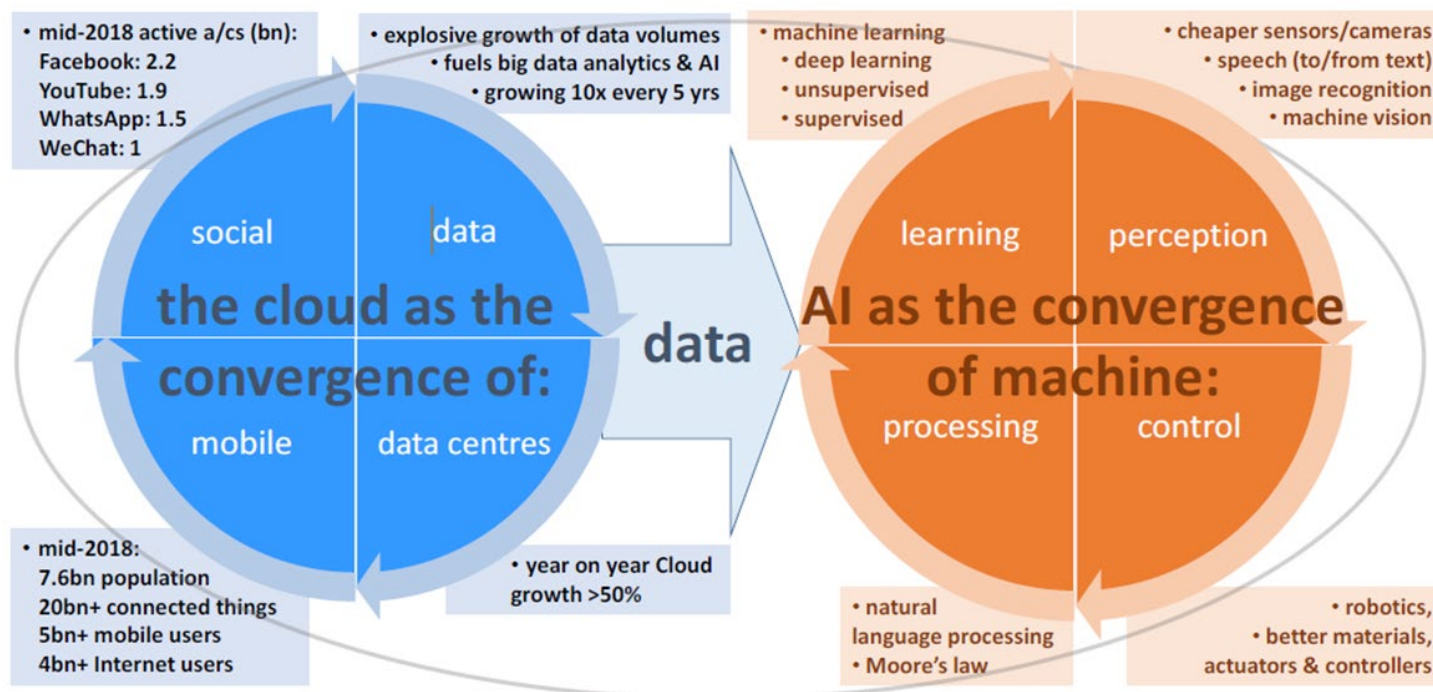 • mid-2018 active a/cs (bn):
Facebook: 2.2
YouTube: 1.9
WhatsApp: 1.5
WeChat: 1
• explosive growth of data volumes
• fuels big data analytics & AI
• growing 10x every 5 yrs
social
data
the cloud as the
convergence of:
mobile
data centres
• mid-2018:
7.6bn population
20bn+ connected things
5bn+ mobile users
4bn+ Internet users
• year on year Cloud
growth >50%
data
• machine learning
• deep learning
• unsupervised
• supervised
• cheaper sensors/cameras
• speech (to/from text)
• image recognition
• machine vision
learning
perception
AI as the convergence
of machine:
processing
control
• natural
language processing
• Moore's law
• robotics,
• better materials,
actuators & controllers